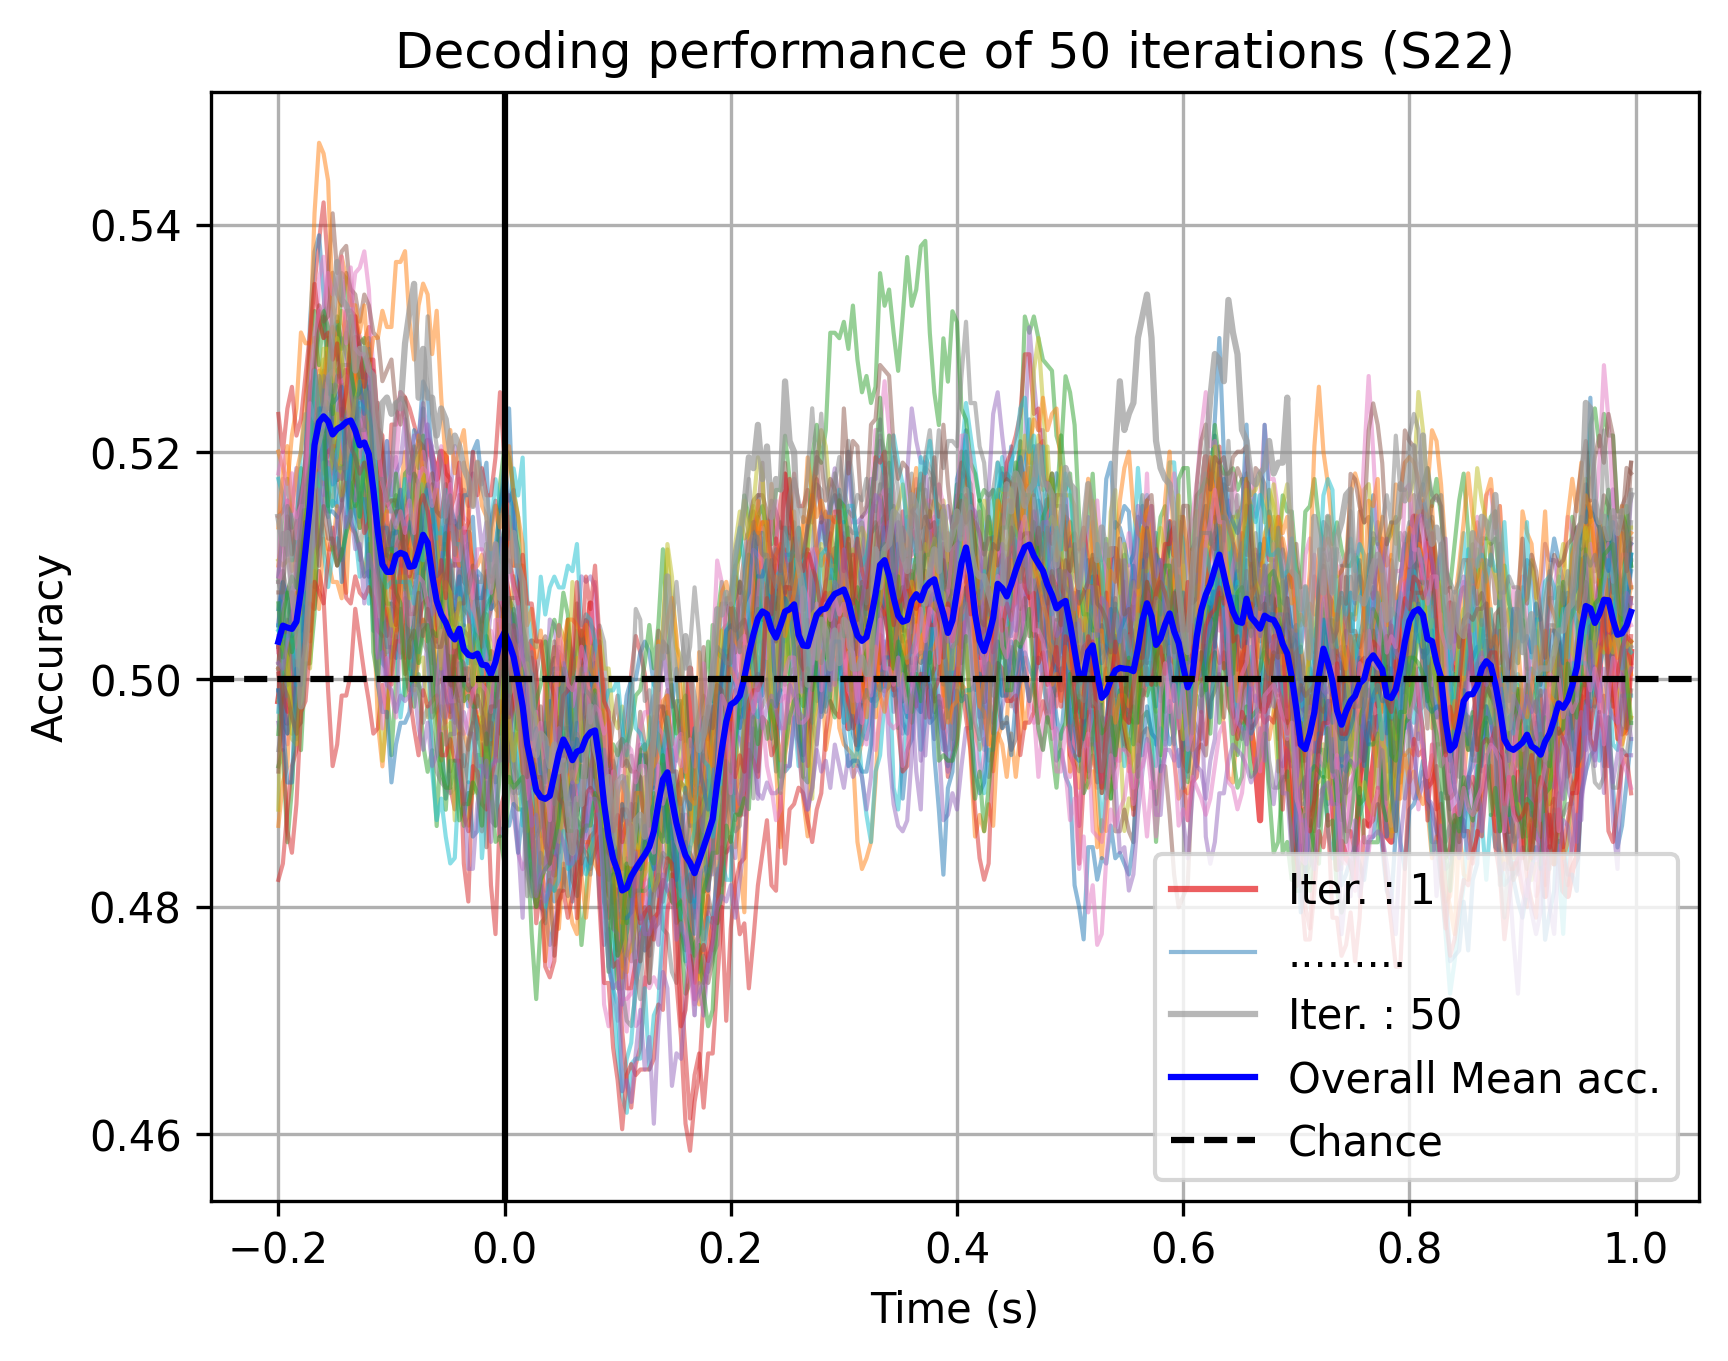 Decoding performance of 50 iterations (S22)
Accuracy
0.54
0.52
0.50
0.48
0.46
Iter. : 1
.........
Iter. : 50
Overall Mean acc.
Chance
−0.2 0.0 0.2 0.4 0.6 0.8 1.0
Time (s)